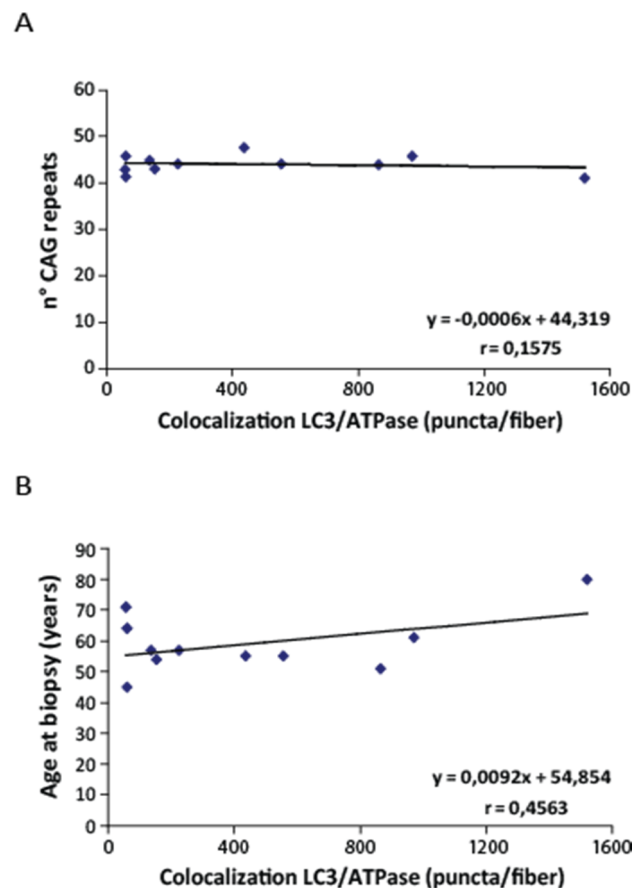 A
60
50
40
30
20
10
0
n° CAG repeats
y = -0,0006x + 44,319
r= 0,1575
0 400 800 1200 1600
Colocalization LC3/ATPase (puncta/fiber)
B
90
80
70
60
50
40
30
20
10
0
Age at biopsy (years)
y = 0,0092x + 54,854
r= 0,4563
0 400 800 1200 1600
Colocalization LC3/ATPase (puncta/fiber)